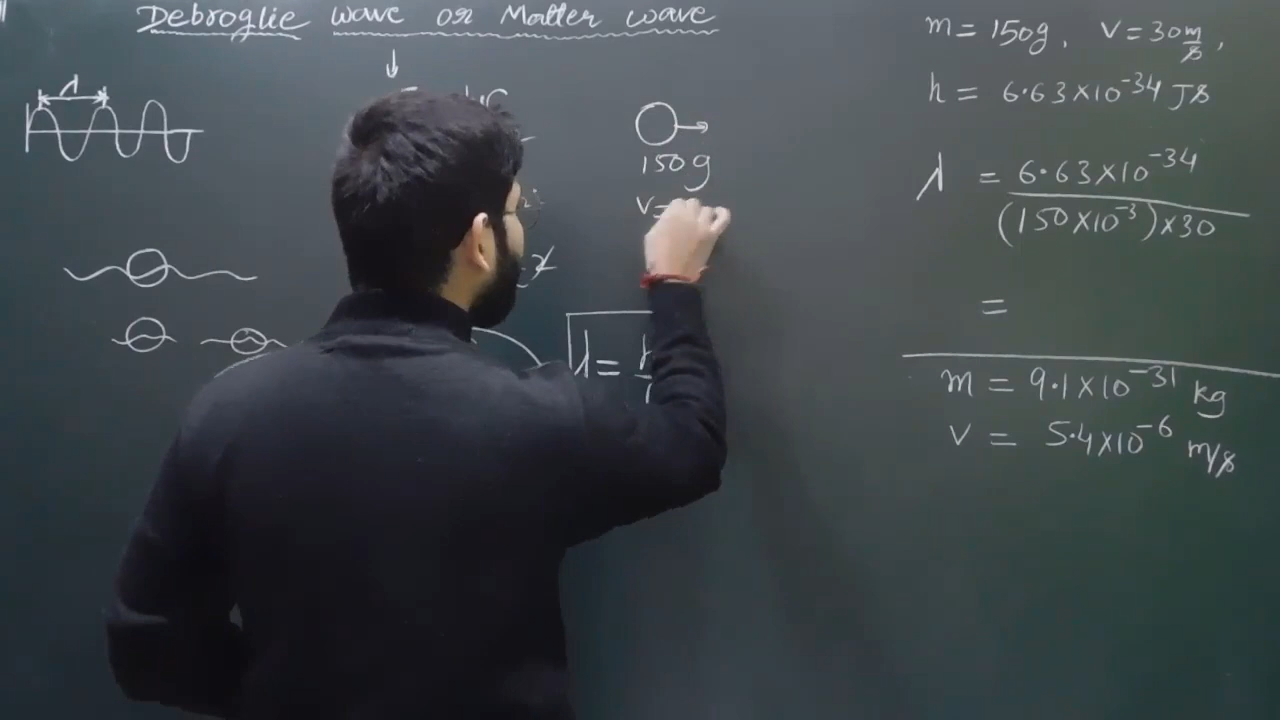 Debroglie wave or Matter wave
λ
150g
v=
λ =
m = 150g, v = 30 m/s,
h = 6.63×10⁻³⁴ Js
λ = 6.63×10⁻³⁴
(150×10⁻³)×30
=
m = 9.1×10⁻³¹ kg
v = 5.4×10⁻⁶ m/s